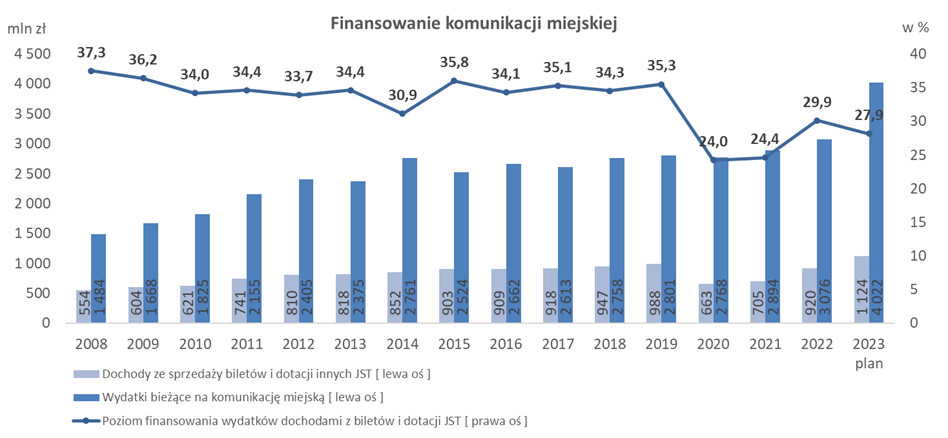 Finansowanie komunikacji miejskiej
mln zł w %
4 500 40
4 000 35
3 500 30
3 000 25
2 500 20
2 000 15
1 500 10
1 000 5
500 0
0
37,3 36,2 34,0 34,4 33,7 34,4 30,9 35,8 34,1 35,1 34,3 35,3 24,0 24,4 29,9 27,9
554 1 484 604 1 668 621 1 825 741 2 155 810 2 405 818 2 375 852 2 761 903 2 524 909 2 662 918 2 613 947 2 758 988 2 801 663 2 768 705 2 894 920 3 076 1 124 4 022
2008 2009 2010 2011 2012 2013 2014 2015 2016 2017 2018 2019 2020 2021 2022 2023
plan
Dochody ze sprzedaży biletów i dotacji innych JST [ lewa oś ]
Wydatki bieżące na komunikację miejską [ lewa oś ]
Poziom finansowania wydatków dochodami z biletów i dotacji JST [ prawa oś ]